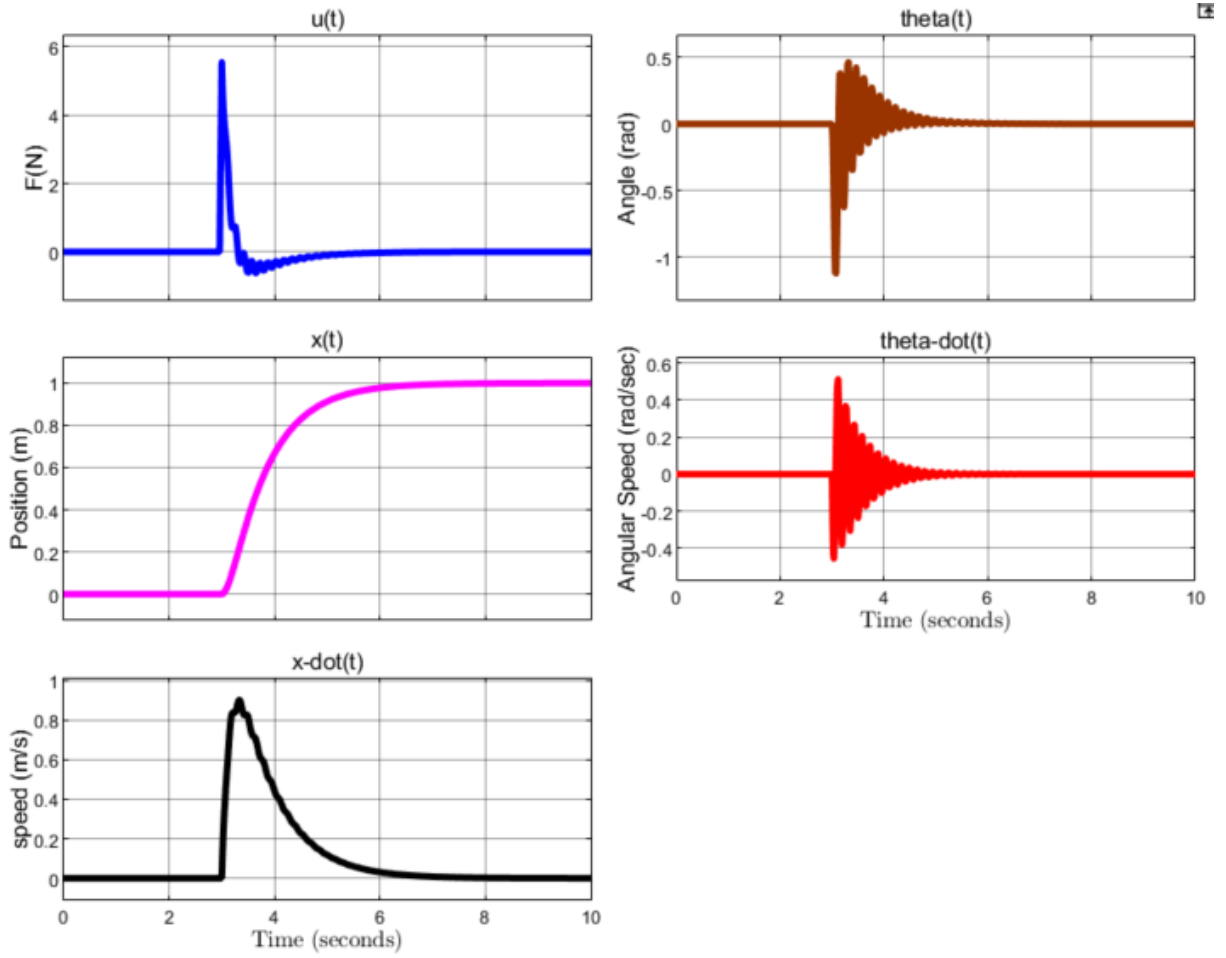 u(t)
6
4
2
0
F(N)
theta(t)
0.5
0
-0.5
-1
Angle (rad)
x(t)
1
0.8
0.6
0.4
0.2
0
Position (m)
theta-dot(t)
0.6
0.4
0.2
0
-0.2
-0.4
Angular Speed (rad/sec)
0 2 4 6 8 10
Time (seconds)
x-dot(t)
1
0.8
0.6
0.4
0.2
0
speed (m/s)
0 2 4 6 8 10
Time (seconds)